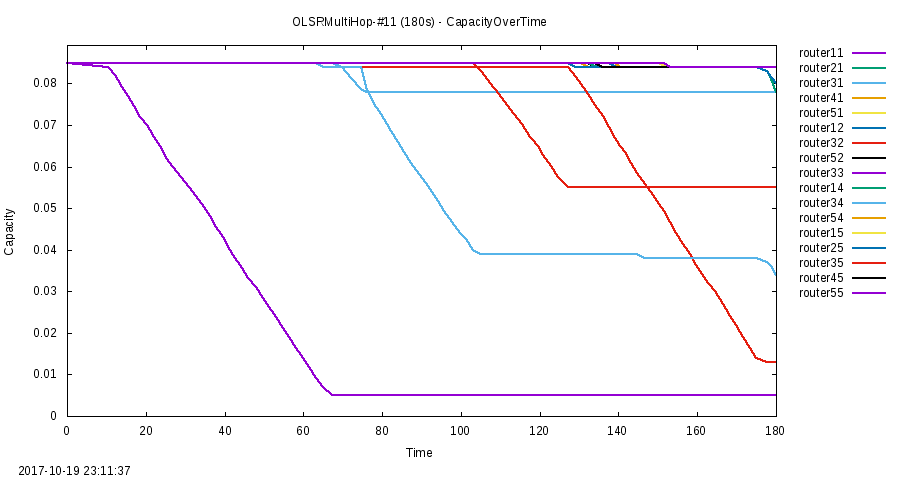 OLSRMultiHop-#11 (180s) - CapacityOverTime
router11
router21
router31
router41
router51
router12
router32
router52
router33
router14
router34
router54
router15
router25
router35
router45
router55
Capacity
0.08
0.07
0.06
0.05
0.04
0.03
0.02
0.01
0
0 20 40 60 80 100 120 140 160 180
Time
2017-10-19 23:11:37